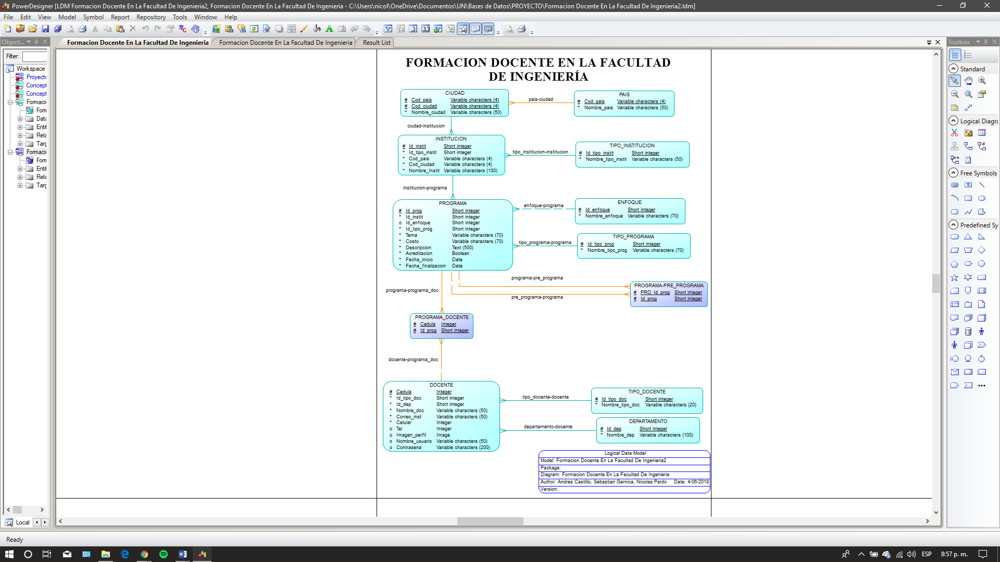 PowerDesigner [LDM Formacion Docente En La Facultad De Ingenieria2, Formacion Docente En La Facultad De Ingenieria - C:\Users\nicol\OneDrive\Documentos\UN\Bases de Datos\PROYECTO\Formacion Docente En La Facultad De Ingenieria2.ldm]
File Edit View Model Symbol Report Repository Tools Window Help
Object...
Formacion Docente En La Facultad De Ingenieria
Formacion Docente En La Facultad De Ingenieria
Result List
Toolbox
Filter:
Workspace
Proyecto
Concept
Concept
Formaci
Form
Data
Entit
Rela
Targ
Formaci
Form
Entit
Rela
Targ
Local
FORMACION DOCENTE EN LA FACULTAD
DE INGENIERÍA
CIUDAD
# Cod_pais Variable characters (4)
# Cod_ciudad Variable characters (4)
* Nombre_ciudad Variable characters (50)
pais-ciudad
PAIS
# Cod_pais Variable characters (4)
* Nombre_pais Variable characters (50)
ciudad-institucion
INSTITUCION
# Id_instit Short integer
* Id_tipo_instit Short integer
* Cod_pais Variable characters (4)
* Cod_ciudad Variable characters (4)
* Nombre_Instit Variable characters (100)
tipo_institucion-institucion
TIPO_INSTITUCION
# Id_tipo_instit Short integer
* Nombre_tipo_instit Variable characters (50)
institucion-programa
PROGRAMA
# Id_prog Short integer
* Id_instit Short integer
o Id_enfoque Short integer
* Id_tipo_prog Short integer
* Tema Variable characters (70)
* Costo Variable characters (70)
* Descripcion Text (500)
* Acreditacion Boolean
* Fecha_inicio Date
* Fecha_finalizacion Date
enfoque-programa
ENFOQUE
# Id_enfoque Short integer
* Nombre_enfoque Variable characters (70)
tipo_programa-programa
TIPO_PROGRAMA
# Id_tipo_prog Short integer
* Nombre_tipo_prog Variable characters (70)
programa-pre_programa
pre_programa-programa
PROGRAMA-PRE_PROGRAMA
# PRO_Id_prog Short integer
# Id_prog Short integer
programa-programa_doc
PROGRAMA_DOCENTE
# Cedula Integer
# Id_prog Short integer
docente-programa_doc
DOCENTE
# Cedula Integer
* Id_tipo_doc Short integer
* Id_dep Short integer
* Nombre_doc Variable characters (50)
* Correo_inst Variable characters (50)
* Celular Integer
o Tel Integer
o Imagen_perfil Image
o Nombre_usuario Variable characters (50)
o Contrasena Variable characters (200)
tipo_docente-docente
TIPO_DOCENTE
# Id_tipo_doc Short integer
* Nombre_tipo_doc Variable characters (20)
departamento-docente
DEPARTAMENTO
# Id_dep Short integer
* Nombre_dep Variable characters (100)
Logical Data Model
Model: Formacion Docente En La Facultad De Ingenieria2
Package:
Diagram: Formacion Docente En La Facultad De Ingenieria
Author: Andres Castillo, Sebastian Garnica, Nicolas Pardo Date: 4/06/2018
Version:
Standard
Logical Diagra
Free Symbols
Predefined Sy
Ready
ESP
8:57 p. m.